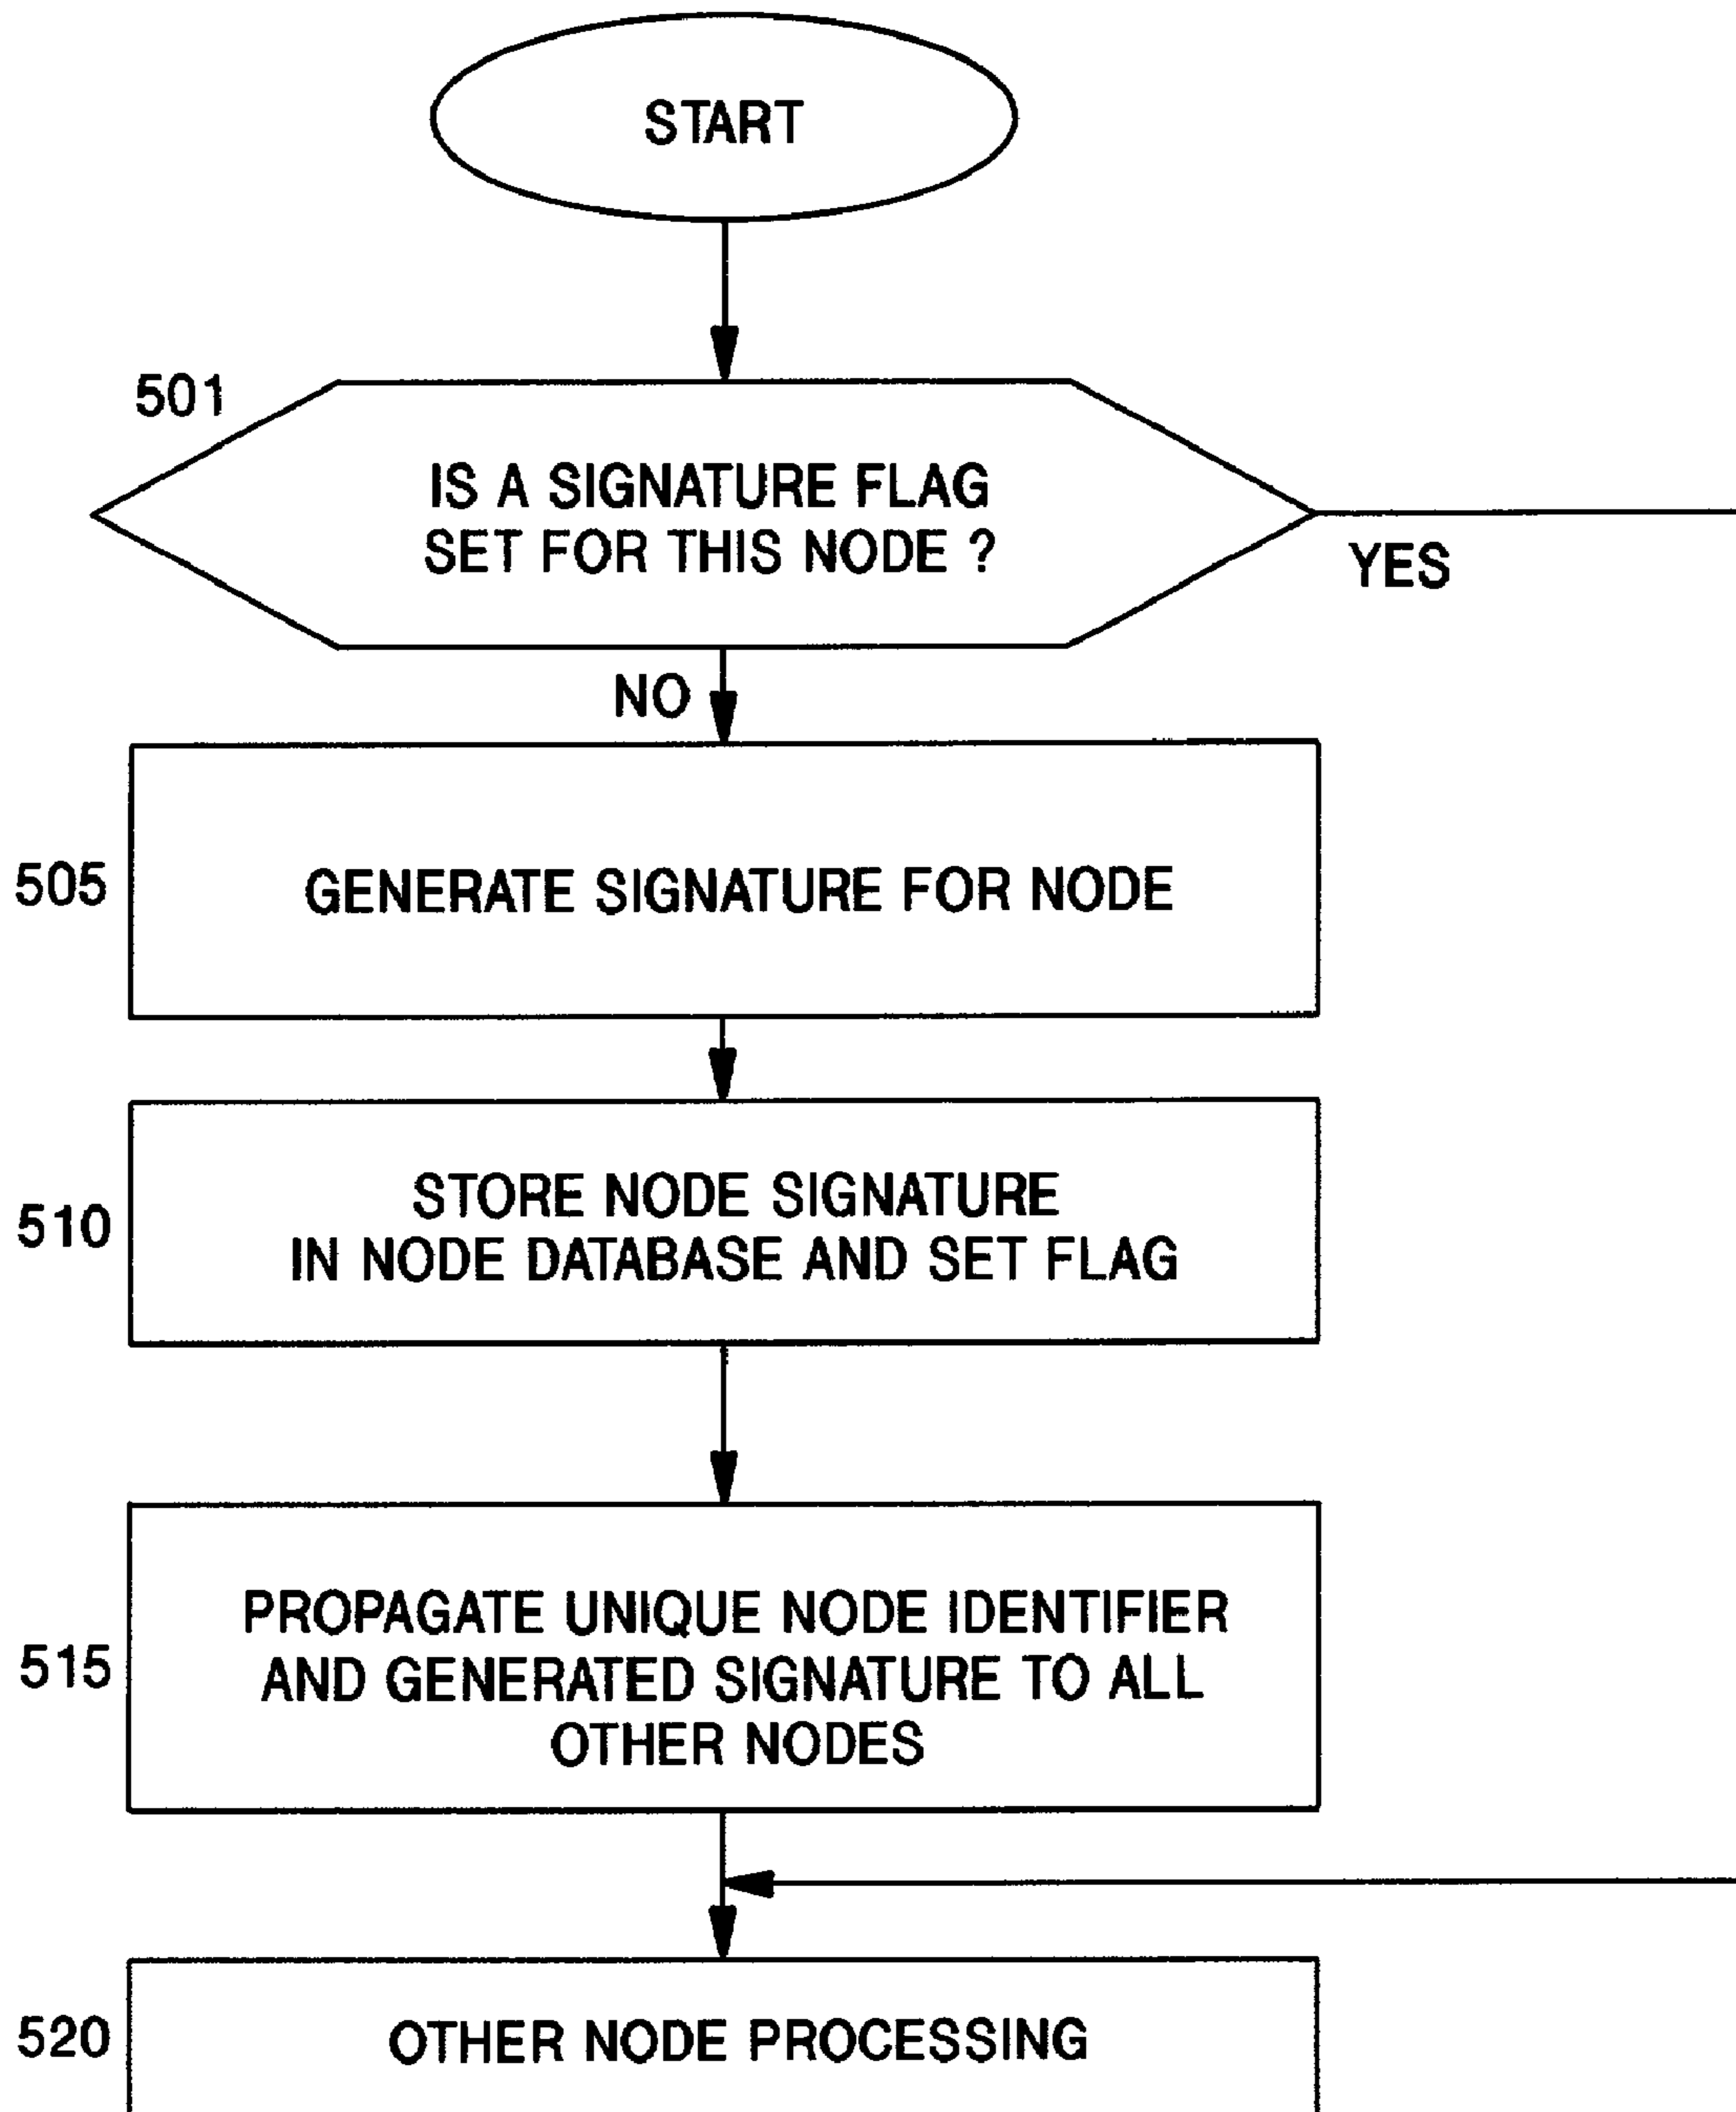 START
501
IS A SIGNATURE FLAG
SET FOR THIS NODE ?
YES
NO
505
GENERATE SIGNATURE FOR NODE
510
STORE NODE SIGNATURE
IN NODE DATABASE AND SET FLAG
515
PROPAGATE UNIQUE NODE IDENTIFIER
AND GENERATED SIGNATURE TO ALL
OTHER NODES
520
OTHER NODE PROCESSING